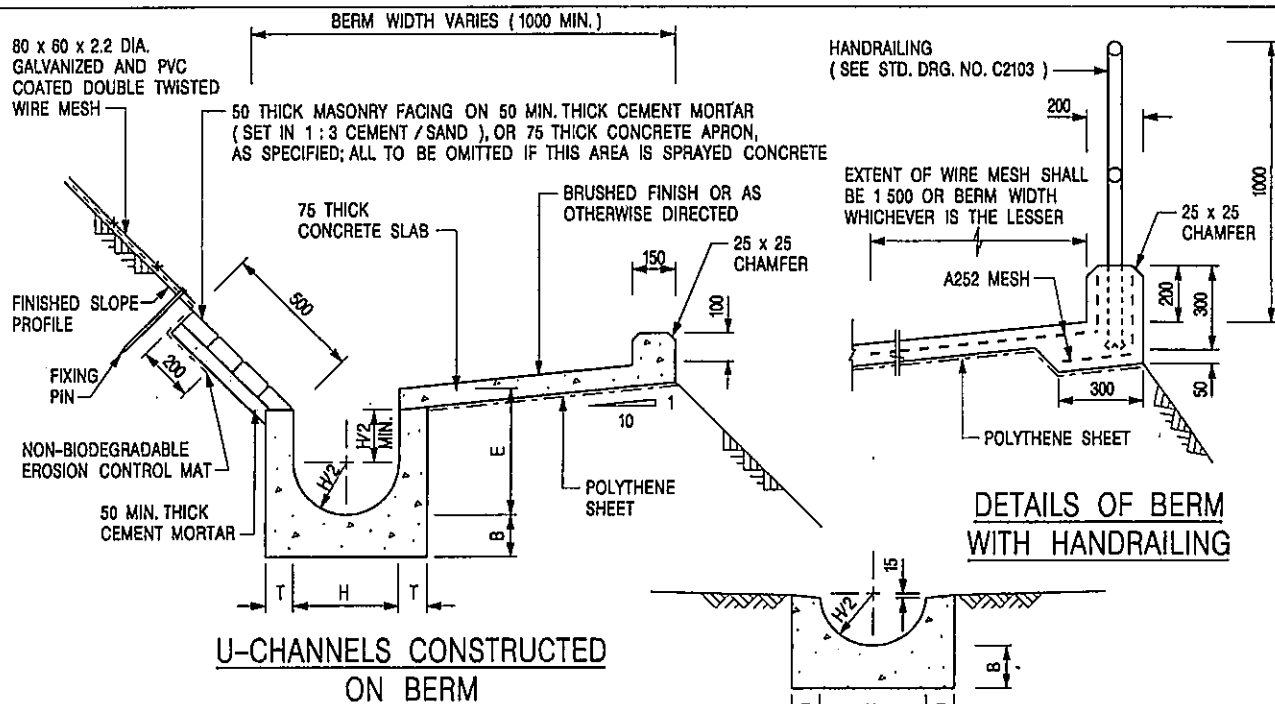 BERM WIDTH VARIES ( 1000 MIN. )
80 x 60 x 2.2 DIA.
GALVANIZED AND PVC
COATED DOUBLE TWISTED
WIRE MESH
50 THICK MASONRY FACING ON 50 MIN. THICK CEMENT MORTAR
( SET IN 1 : 3 CEMENT / SAND ), OR 75 THICK CONCRETE APRON,
AS SPECIFIED; ALL TO BE OMITTED IF THIS AREA IS SPRAYED CONCRETE
75 THICK
CONCRETE SLAB
BRUSHED FINISH OR AS
OTHERWISE DIRECTED
25 x 25
CHAMFER
150
100
500
FINISHED SLOPE
PROFILE
200
FIXING
PIN
NON-BIODEGRADABLE
EROSION CONTROL MAT
50 MIN. THICK
CEMENT MORTAR
H/2
MIN.
H/2
E
B
10
1
POLYTHENE
SHEET
T
H
T
U-CHANNELS CONSTRUCTED
ON BERM
HANDRAILING
( SEE STD. DRG. NO. C2103 )
200
1000
EXTENT OF WIRE MESH SHALL
BE 1 500 OR BERM WIDTH
WHICHEVER IS THE LESSER
25 x 25
CHAMFER
A252 MESH
200
300
50
300
POLYTHENE SHEET
DETAILS OF BERM
WITH HANDRAILING
15
H/2
B